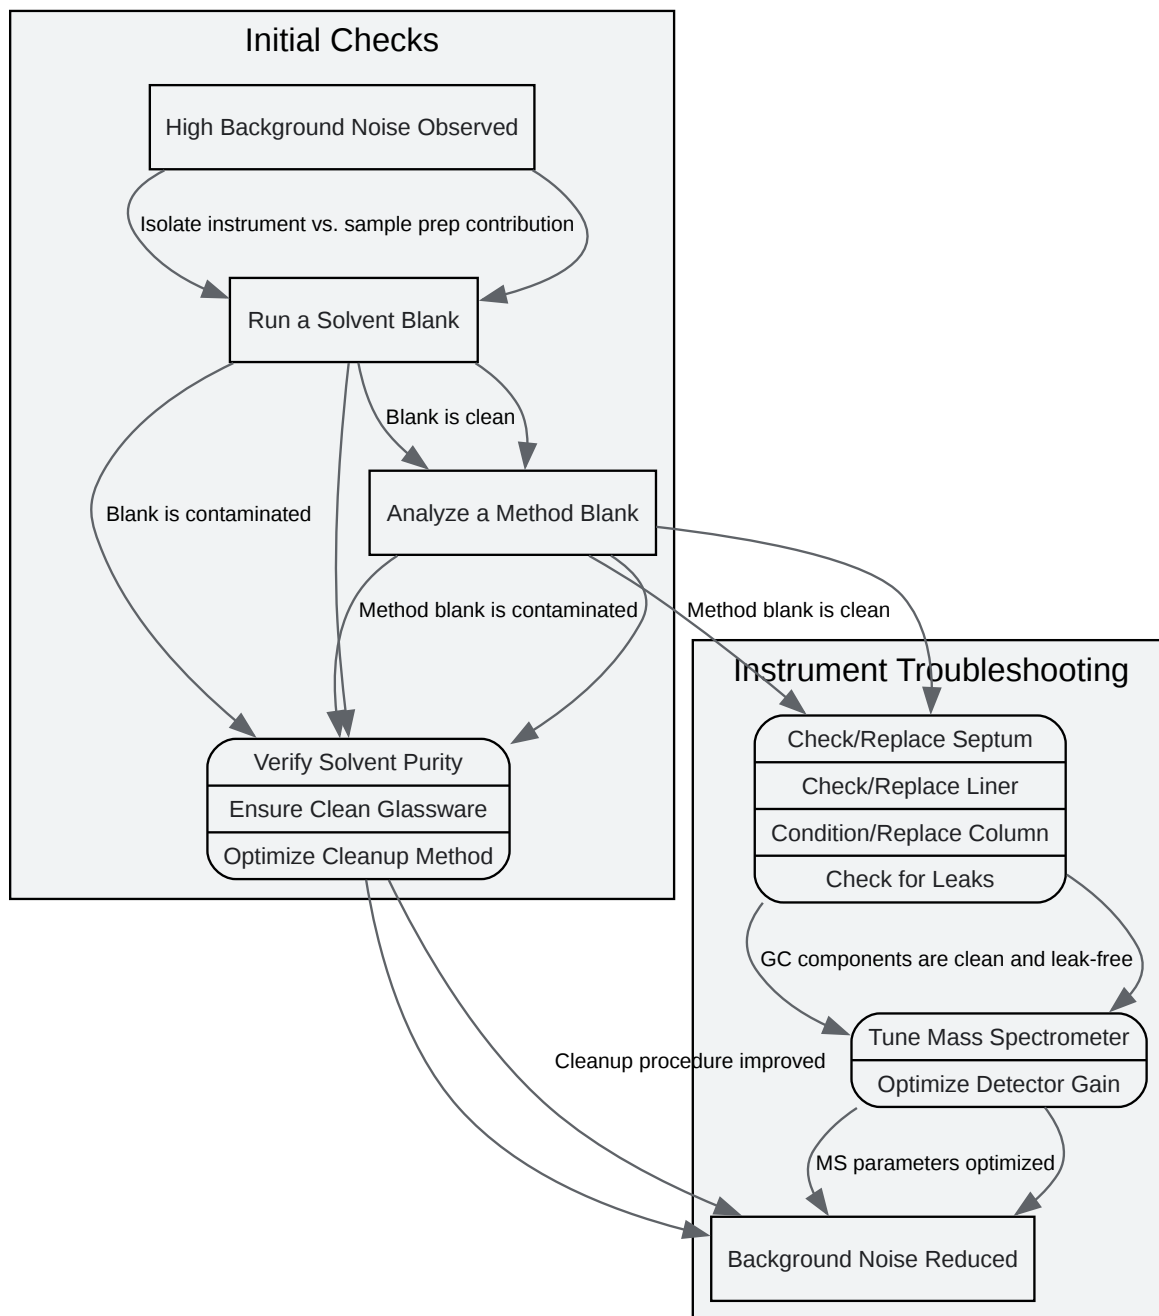 Initial Checks
High Background Noise Observed
Isolate instrument vs. sample prep contribution
Run a Solvent Blank
Blank is clean
Blank is contaminated
Analyze a Method Blank
Method blank is contaminated
Method blank is clean
Instrument Troubleshooting
Verify Solvent Purity
Ensure Clean Glassware
Optimize Cleanup Method
Check/Replace Septum
Check/Replace Liner
Condition/Replace Column
Check for Leaks
GC components are clean and leak-free
Tune Mass Spectrometer
Optimize Detector Gain
Cleanup procedure improved
MS parameters optimized
Background Noise Reduced